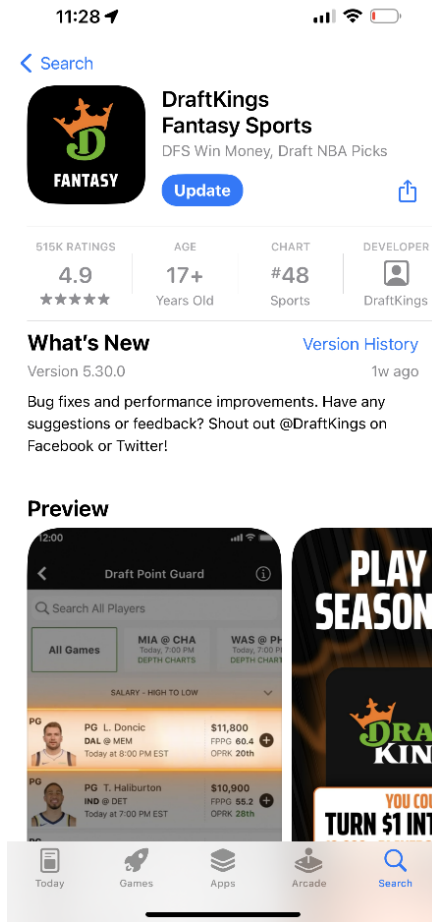 11:28
Search
DraftKings
Fantasy Sports
DFS Win Money, Draft NBA Picks
FANTASY
Update
515K RATINGS
4.9
AGE
17+
Years Old
CHART
#48
Sports
DEVELOPER
DraftKings
What's New
Version History
Version 5.30.0
1w ago
Bug fixes and performance improvements. Have any
suggestions or feedback? Shout out @DraftKings on
Facebook or Twitter!
Preview
12:00
Draft Point Guard
Search All Players
All Games
MIA @ CHA
Today, 7:00 PM
DEPTH CHARTS
WAS @ PH
Today, 7:00 P
DEPTH CHART
SALARY - HIGH TO LOW
PG
PG L. Doncic
DAL @ MEM
Today at 8:00 PM EST
$11,800
FPPG 60.4
OPRK 20th
PG
PG T. Haliburton
IND @ DET
Today at 7:00 PM EST
$10,900
FPPG 55.2
OPRK 28th
PLAY
SEASON
DRA
KIN
YOU COU
TURN $1 INT
Today
Games
Apps
Arcade
Search